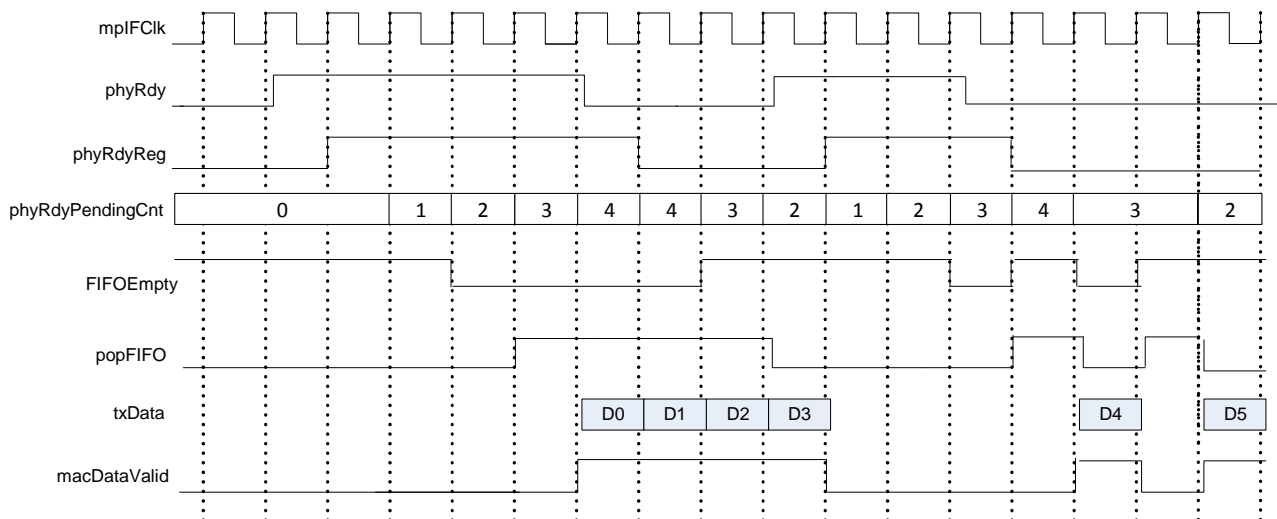 mpIFClk
phyRdy
phyRdyReg
phyRdyPendingCnt 0 1 2 3 4 4 3 2 1 2 3 4 3 2
FIFOEmpty
popFIFO
txData D0 D1 D2 D3 D4 D5
macDataValid